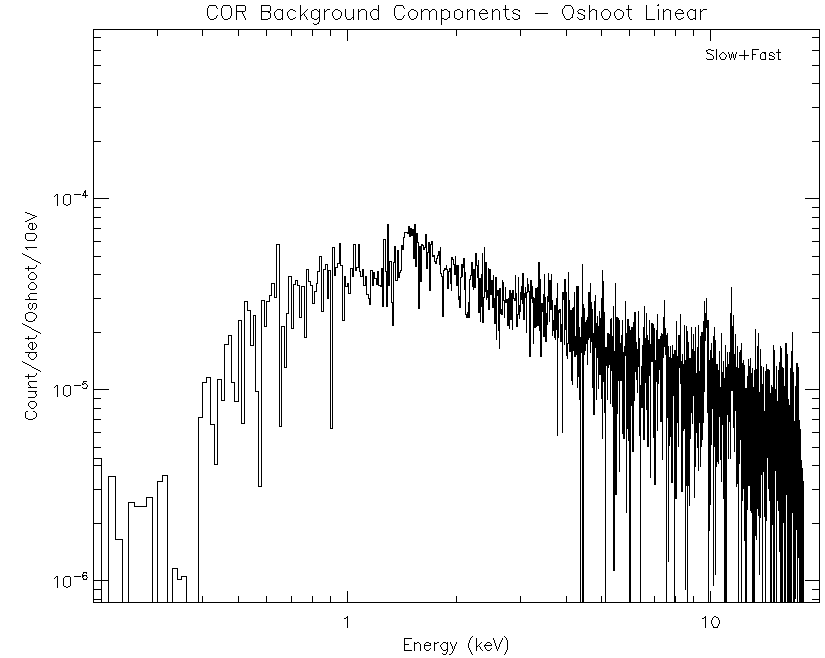 COR Background Components – Oshoot Linear
Slow+Fast
Count/det/Oshoot/10eV
10⁻⁴
10⁻⁵
10⁻⁶
1
10
Energy (keV)